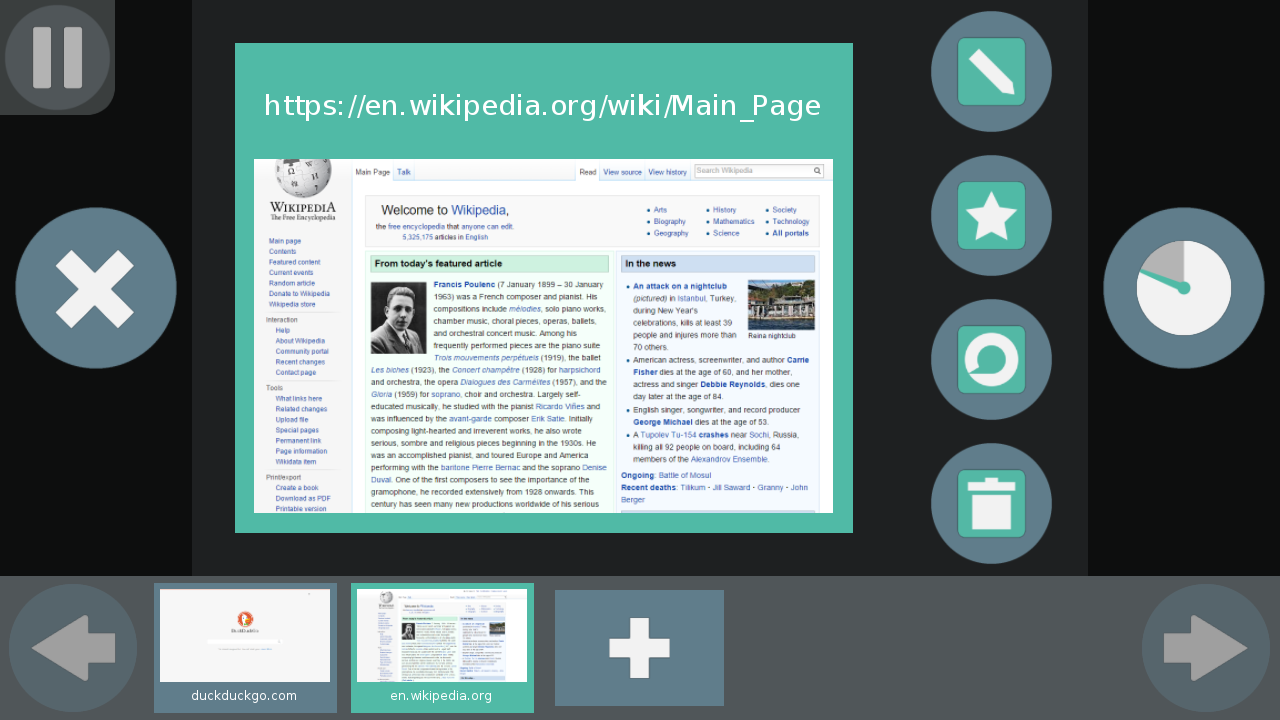 https://en.wikipedia.org/wiki/Main_Page
WIKIPEDIA
The Free Encyclopedia
Main page
Contents
Featured content
Current events
Random article
Donate to Wikipedia
Wikipedia store
Interaction
Help
About Wikipedia
Community portal
Recent changes
Contact page
Tools
What links here
Related changes
Upload file
Special pages
Permanent link
Page information
Wikidata item
Print/export
Create a book
Download as PDF
Printable version
Main Page Talk
Read View source View history Search Wikipedia
Welcome to Wikipedia,
the free encyclopedia that anyone can edit.
5,325,175 articles in English
Arts
Biography
Geography
History
Mathematics
Science
Society
Technology
All portals
From today's featured article
Francis Poulenc (7 January 1899 – 30 January
1963) was a French composer and pianist. His
compositions include mélodies, solo piano works,
chamber music, choral pieces, operas, ballets,
and orchestral concert music. Among his
frequently performed pieces are the piano suite
Trois mouvements perpétuels (1919), the ballet
Les biches (1923), the Concert champêtre (1928) for harpsichord
and orchestra, the opera Dialogues des Carmélites (1957), and the
Gloria (1959) for soprano, choir and orchestra. Largely self-
educated musically, he studied with the pianist Ricardo Viñes and
was influenced by the avant-garde composer Erik Satie. Initially
composing light-hearted and irreverent works, he also wrote
serious, sombre and religious pieces beginning in the 1930s. He
was an accomplished pianist, and toured Europe and America
performing with the baritone Pierre Bernac and the soprano Denise
Duval. One of the first composers to see the importance of the
gramophone, he recorded extensively from 1928 onwards. This
century has seen many new productions worldwide of his serious
In the news
An attack on a nightclub
(pictured) in Istanbul, Turkey,
during New Year's
celebrations, kills at least 39
people and injures more than
70 others.
Reina nightclub
American actress, screenwriter, and author Carrie
Fisher dies at the age of 60, and her mother,
actress and singer Debbie Reynolds, dies one
day later at the age of 84.
English singer, songwriter, and record producer
George Michael dies at the age of 53.
A Tupolev Tu-154 crashes near Sochi, Russia,
killing all 92 people on board, including 64
members of the Alexandrov Ensemble.
Ongoing: Battle of Mosul
Recent deaths: Tilikum · Jill Saward · Granny · John
Berger
DuckDuckGo
duckduckgo.com
en.wikipedia.org